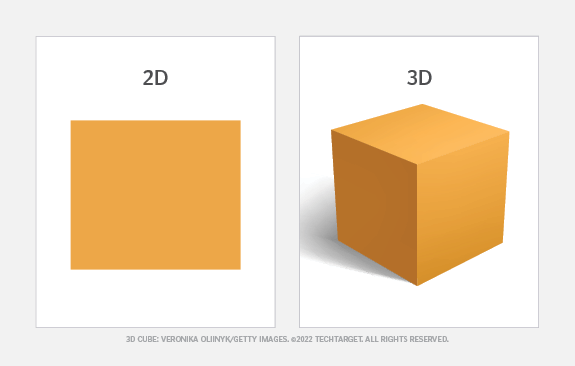 2D
3D
3D CUBE: VERONIKA OLIINYK/GETTY IMAGES. ©2022 TECHTARGET. ALL RIGHTS RESERVED.